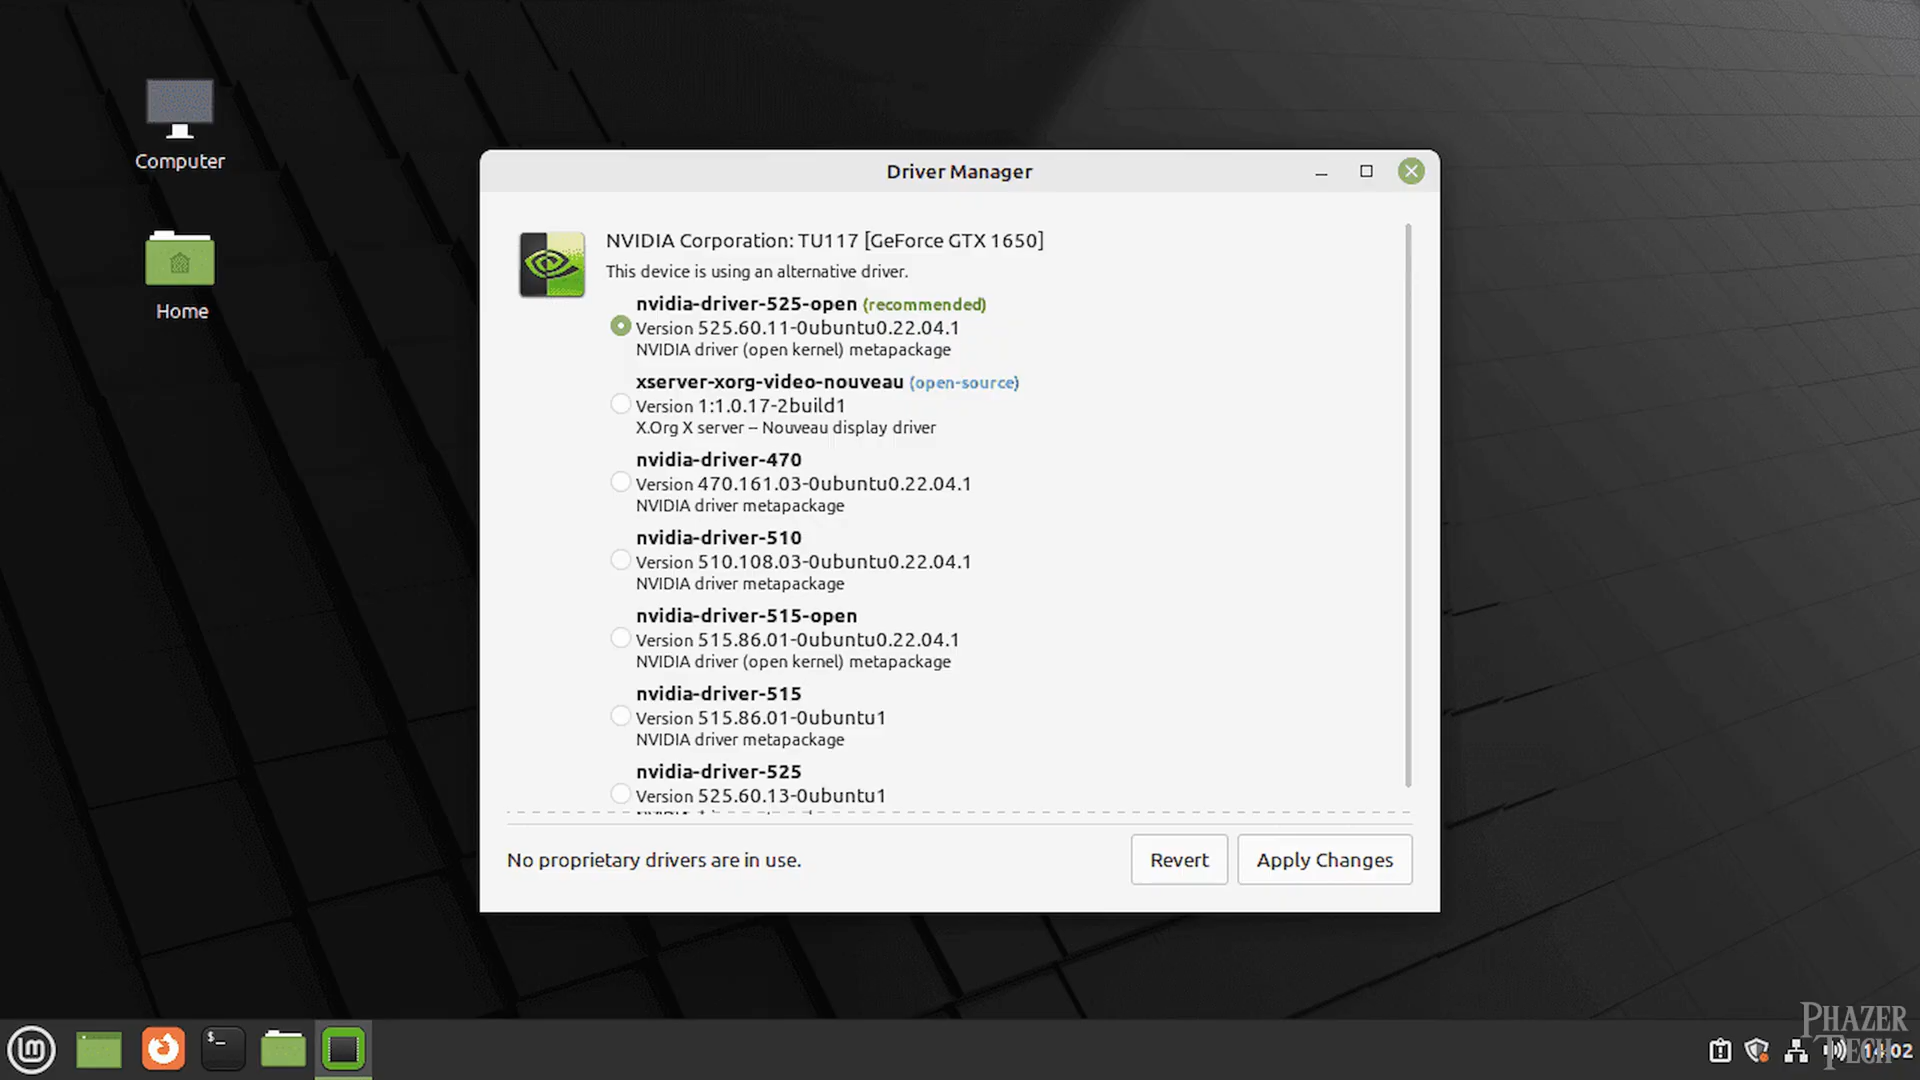 Computer
Home
Driver Manager
NVIDIA Corporation: TU117 [GeForce GTX 1650]
This device is using an alternative driver.
nvidia-driver-525-open (recommended)
Version 525.60.11-0ubuntu0.22.04.1
NVIDIA driver (open kernel) metapackage
xserver-xorg-video-nouveau (open-source)
Version 1:1.0.17-2build1
X.Org X server -- Nouveau display driver
nvidia-driver-470
Version 470.161.03-0ubuntu0.22.04.1
NVIDIA driver metapackage
nvidia-driver-510
Version 510.108.03-0ubuntu0.22.04.1
NVIDIA driver metapackage
nvidia-driver-515-open
Version 515.86.01-0ubuntu0.22.04.1
NVIDIA driver (open kernel) metapackage
nvidia-driver-515
Version 515.86.01-0ubuntu1
NVIDIA driver metapackage
nvidia-driver-525
Version 525.60.13-0ubuntu1
No proprietary drivers are in use.
Revert
Apply Changes
lm
$_
PHAZER
TECH
14:02